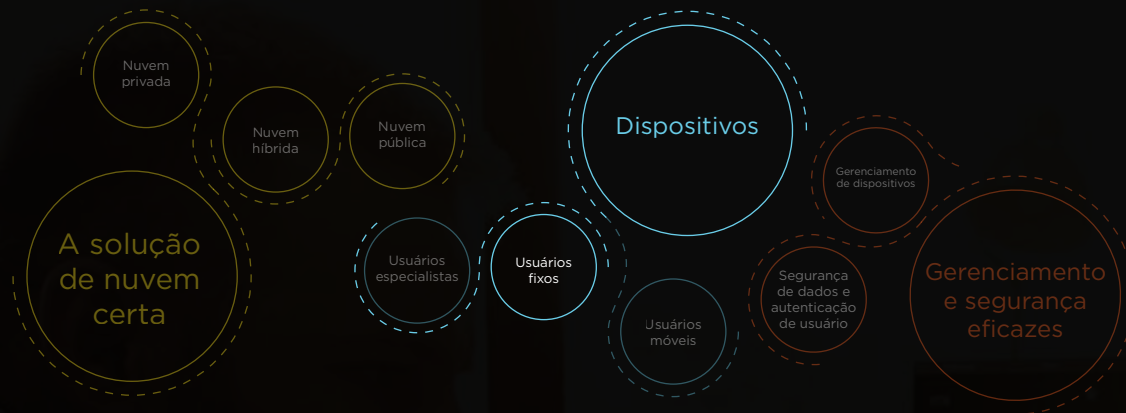 Nuvem
privada
Nuvem
híbrida
Nuvem
pública
A solução
de nuvem
certa
Dispositivos
Usuários
especialistas
Usuários
fixos
Usuários
móveis
Gerenciamento
de dispositivos
Segurança
de dados e
autenticação
de usuário
Gerenciamento
e segurança
eficazes